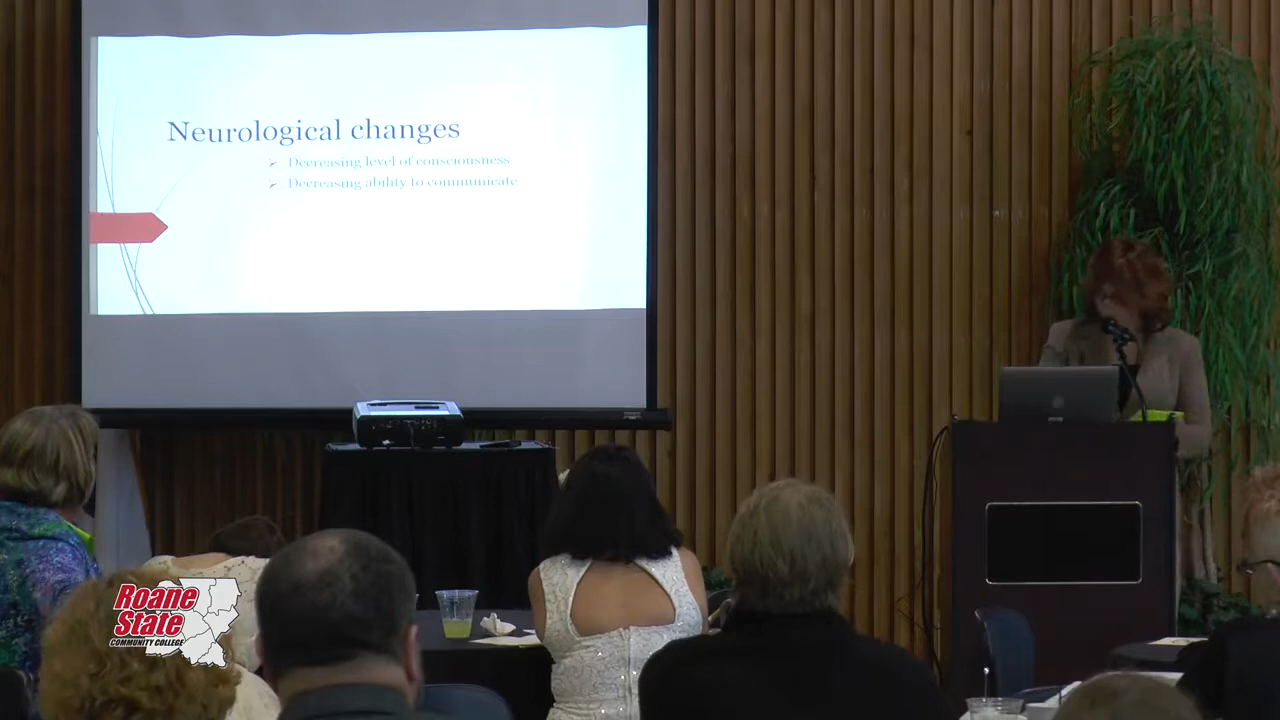 Neurological changes
Decreasing level of consciousness
Decreasing ability to communicate
Roane
State
COMMUNITY COLLEGE